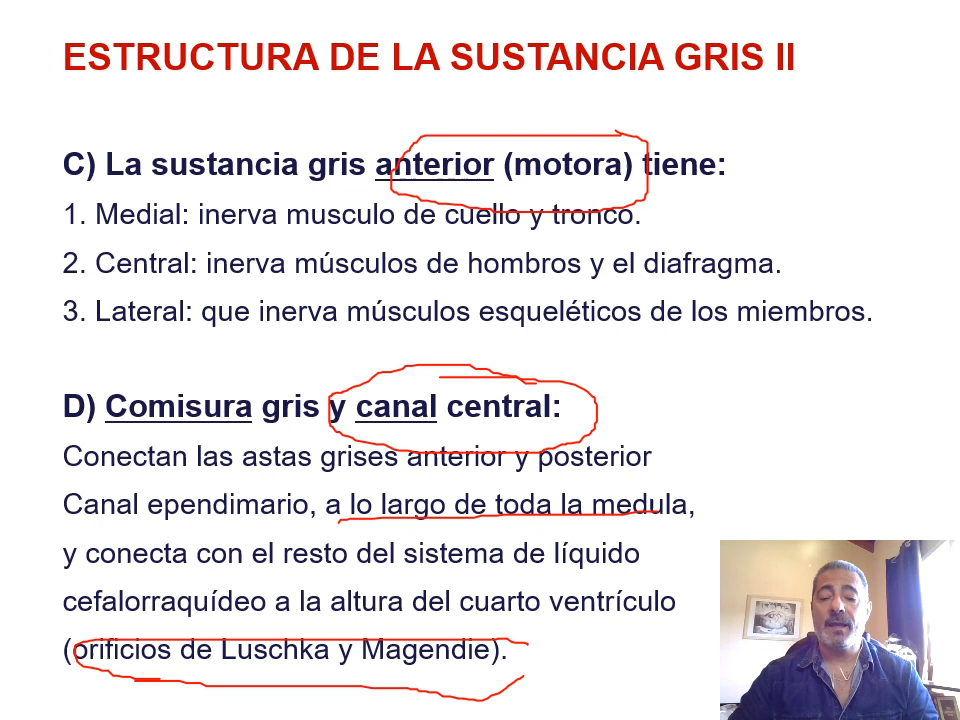 ESTRUCTURA DE LA SUSTANCIA GRIS II
C) La sustancia gris anterior (motora) tiene:
1. Medial: inerva musculo de cuello y tronco.
2. Central: inerva músculos de hombros y el diafragma.
3. Lateral: que inerva músculos esqueléticos de los miembros.
D) Comisura gris y canal central:
Conectan las astas grises anterior y posterior
Canal ependimario, a lo largo de toda la medula,
y conecta con el resto del sistema de líquido
cefalorraquídeo a la altura del cuarto ventrículo
(orificios de Luschka y Magendie).